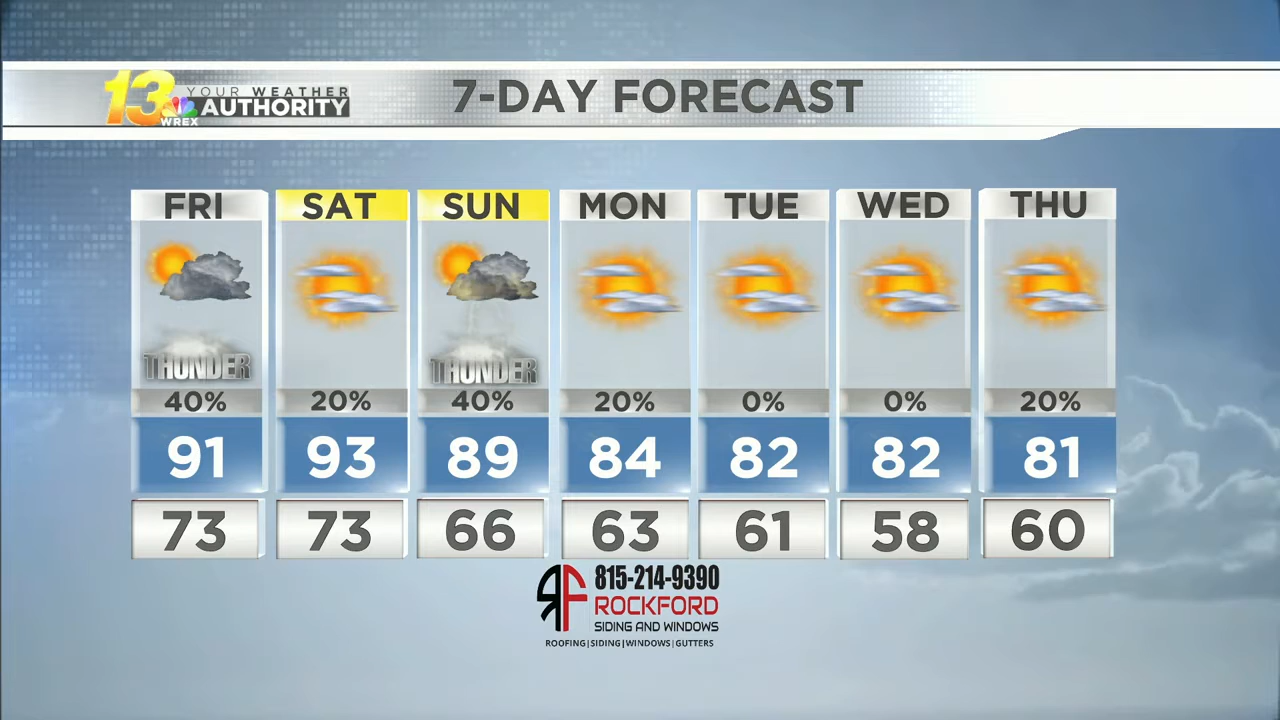 13 YOUR WEATHER
AUTHORITY
WREX
7-DAY FORECAST
FRI SAT SUN MON TUE WED THU
THUNDER THUNDER
40% 20% 40% 20% 0% 0% 20%
91 93 89 84 82 82 81
73 73 66 63 61 58 60
RF 815-214-9390
ROCKFORD
SIDING AND WINDOWS
ROOFING|SIDING|WINDOWS|GUTTERS